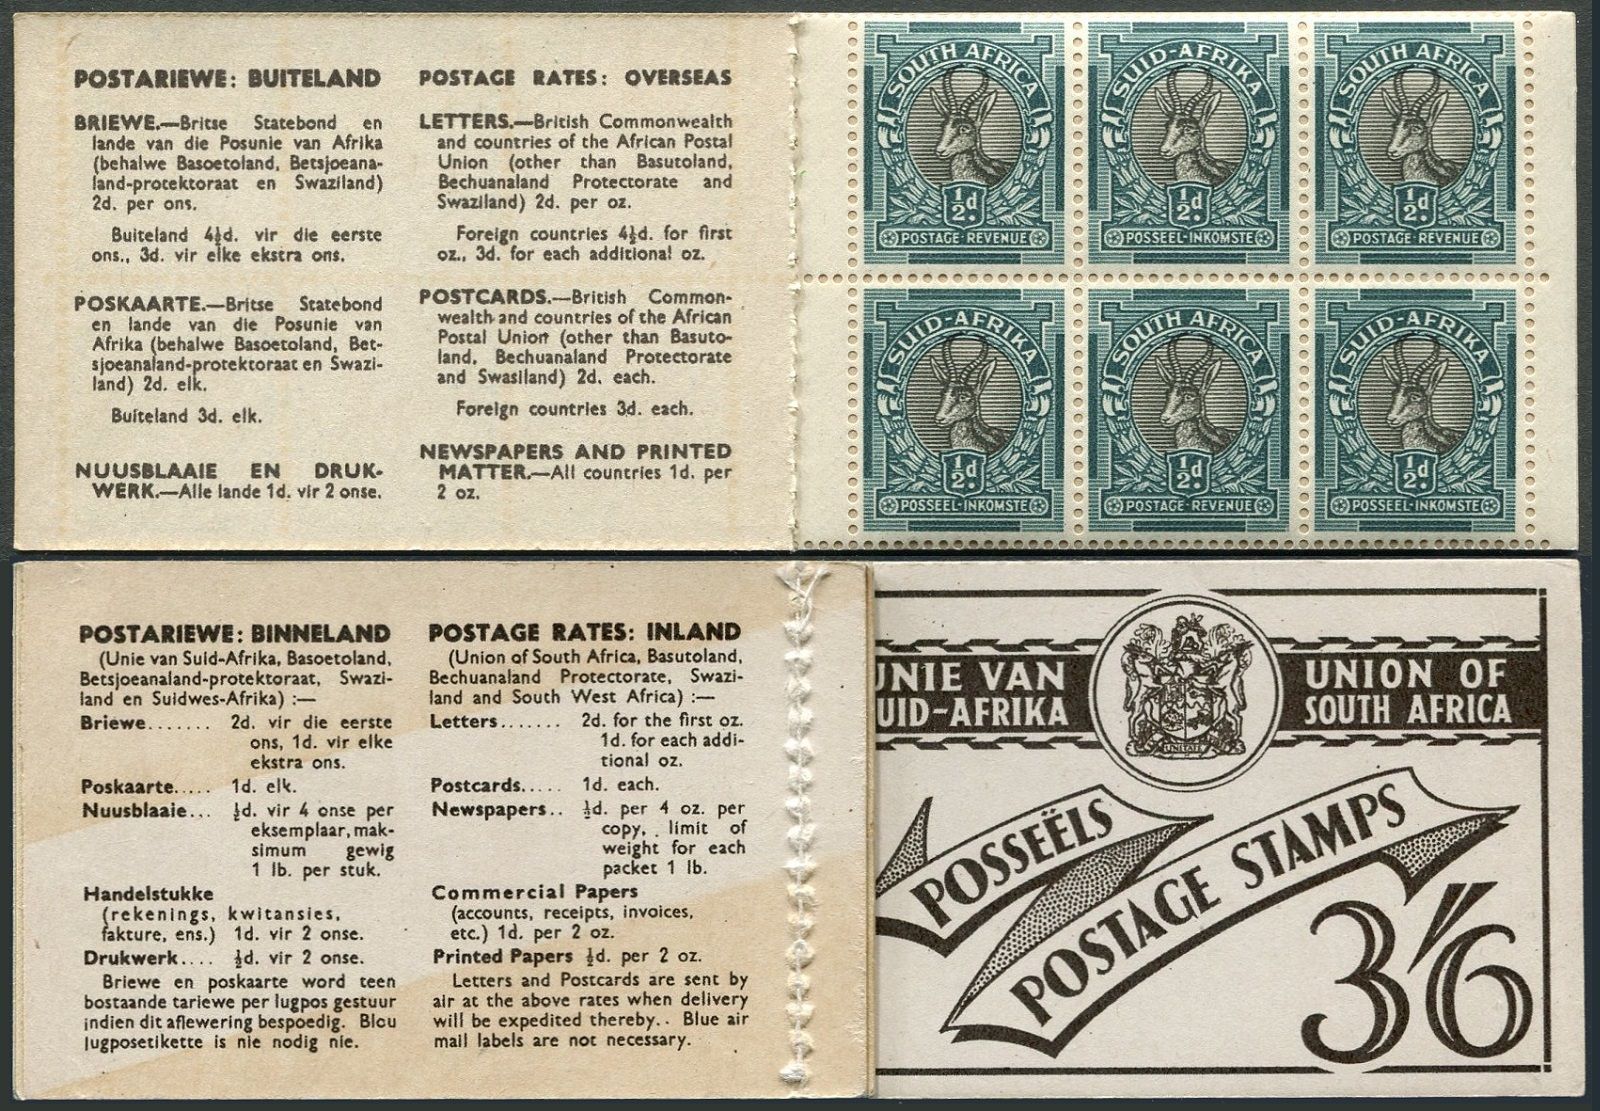 POSTARIEWE: BUITELAND
BRIEWE.—Britse Statebond en
lande van die Posunie van Afrika
(behalwe Basoetoland, Betsjoeana-
land-protektoraat en Swaziland)
2d. per ons.
Buiteland 4½d. vir die eerste
ons., 3d. vir elke ekstra ons.
POSKAARTE.—Britse Statebond
en lande van die Posunie van
Afrika (behalwe Basoetoland, Bet-
sjoeanaland-protektoraat en Swazi-
land) 2d. elk.
Buiteland 3d. elk.
NUUSBLAAIE EN DRUK-
WERK.—Alle lande 1d. vir 2 onse.
POSTAGE RATES: OVERSEAS
LETTERS.—British Commonwealth
and countries of the African Postal
Union (other than Basutoland,
Bechuanaland Protectorate and
Swaziland) 2d. per oz.
Foreign countries 4½d. for first
oz., 3d. for each additional oz.
POSTCARDS.—British Common-
wealth and countries of the African
Postal Union (other than Basuto-
land, Bechuanaland Protectorate
and Swasiland) 2d. each.
Foreign countries 3d. each.
NEWSPAPERS AND PRINTED
MATTER.—All countries 1d. per
2 oz.
SOUTH AFRICA
½d.
POSTAGE·REVENUE
SUID-AFRIKA
½d.
POSSEEL-INKOMSTE
SOUTH AFRICA
½d.
POSTAGE·REVENUE
SUID-AFRIKA
½d.
POSSEEL-INKOMSTE
SOUTH AFRICA
½d.
POSTAGE·REVENUE
SUID-AFRIKA
½d.
POSSEEL-INKOMSTE
POSTARIEWE: BINNELAND
(Unie van Suid-Afrika, Basoetoland,
Betsjoeanaland-protektoraat, Swazi-
land en Suidwes-Afrika) :—
Briewe....... 2d. vir die eerste
ons, 1d. vir elke
ekstra ons.
Poskaarte..... 1d. elk.
Nuusblaaie... ½d. vir 4 onse per
eksemplaar, mak-
simum gewig
1 lb. per stuk.
Handelstukke
(rekenings, kwitansies,
fakture, ens.) 1d. vir 2 onse.
Drukwerk.... ½d. vir 2 onse.
Briewe en poskaarte word teen
bostaande tariewe per lugpos gestuur
indien dit aflewering bespoedig. Blou
lugposetikette is nie nodig nie.
POSTAGE RATES: INLAND
(Union of South Africa, Basutoland,
Bechuanaland Protectorate, Swazi-
land and South West Africa) :—
Letters....... 2d. for the first oz.
1d. for each addi-
tional oz.
Postcards..... 1d. each.
Newspapers.. ½d. per 4 oz. per
copy, limit of
weight for each
packet 1 lb.
Commercial Papers
(accounts, receipts, invoices,
etc.) 1d. per 2 oz.
Printed Papers ½d. per 2 oz.
Letters and Postcards are sent by
air at the above rates when delivery
will be expedited thereby.. Blue air
mail labels are not necessary.
UNIE VAN
SUID-AFRIKA
UNITATE
UNION OF
SOUTH AFRICA
POSSEËLS
POSTAGE STAMPS
3/6